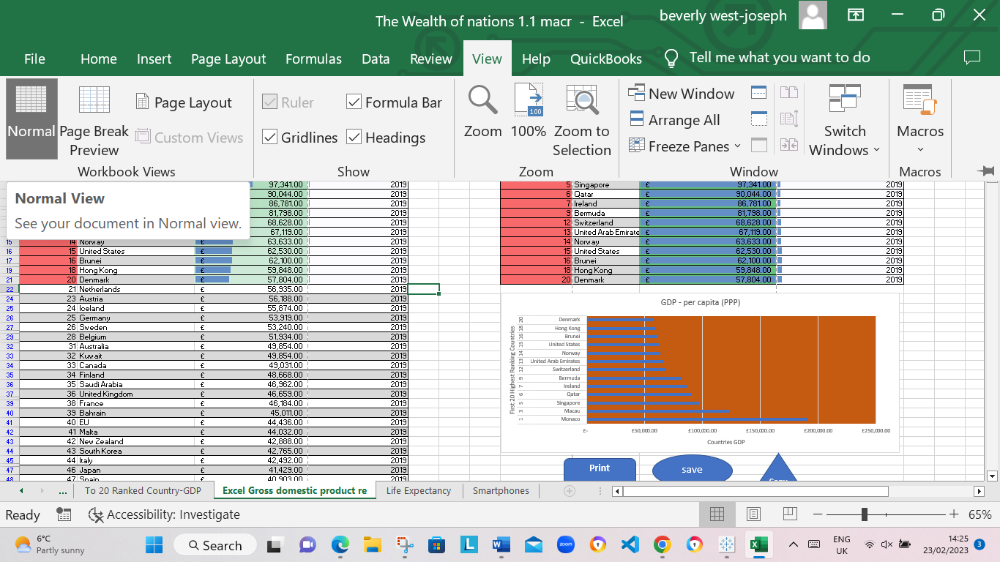 The Wealth of nations 1.1 macr - Excel
beverly west-joseph
File Home Insert Page Layout Formulas Data Review View Help QuickBooks Tell me what you want to do
Normal
Page Break Preview
Page Layout
Custom Views
Workbook Views
Ruler
Formula Bar
Gridlines
Headings
Show
Zoom
100%
100
Zoom to Selection
Zoom
New Window
Arrange All
Freeze Panes
Switch Windows
Window
Macros
Macros
Normal View
See your document in Normal view.
97,341.00 2019
90,044.00 2019
86,781.00 2019
81,798.00 2019
68,628.00 2019
67,119.00 2019
15 14 Norway £ 63,633.00 2019
16 15 United States £ 62,530.00 2019
17 16 Brunei £ 62,100.00 2019
19 18 Hong Kong £ 59,848.00 2019
21 20 Denmark £ 57,804.00 2019
22 21 Netherlands £ 56,935.00 2019
24 23 Austria £ 56,188.00 2019
25 24 Iceland £ 55,874.00 2019
26 25 Germany £ 53,919.00 2019
27 26 Sweden £ 53,240.00 2019
29 28 Belgium £ 51,934.00 2019
32 31 Australia £ 49,854.00 2019
33 32 Kuwait £ 49,854.00 2019
34 33 Canada £ 49,031.00 2019
35 34 Finland £ 48,668.00 2019
36 35 Saudi Arabia £ 46,962.00 2019
37 36 United Kingdom £ 46,659.00 2019
39 38 France £ 46,184.00 2019
40 39 Bahrain £ 45,011.00 2019
41 40 EU £ 44,436.00 2019
42 41 Malta £ 44,032.00 2019
43 42 New Zealand £ 42,888.00 2019
44 43 South Korea £ 42,765.00 2019
45 44 Italy £ 42,492.00 2019
47 46 Japan £ 41,429.00 2019
48 47 Spain £ 40,903.00 2019
5 Singapore £ 97,341.00 2019
6 Qatar £ 90,044.00 2019
7 Ireland £ 86,781.00 2019
9 Bermuda £ 81,798.00 2019
12 Switzerland £ 68,628.00 2019
13 United Arab Emirate £ 67,119.00 2019
14 Norway £ 63,633.00 2019
15 United States £ 62,530.00 2019
16 Brunei £ 62,100.00 2019
18 Hong Kong £ 59,848.00 2019
20 Denmark £ 57,804.00 2019
GDP - per capita (PPP)
First 20 Highest Ranking Countries
20 Denmark
18 Hong Kong
16 Brunei
15 United States
14 Norway
13 United Arab Emirates
12 Switzerland
9 Bermuda
7 Ireland
6 Qatar
5 Singapore
3 Macau
1 Monaco
£- £50,000.00 £100,000.00 £150,000.00 £200,000.00 £250,000.00
Countries GDP
Print
save
Copy
... To 20 Ranked Country-GDP Excel Gross domestic product re Life Expectancy Smartphones
Ready Accessibility: Investigate 65%
6°C
Partly sunny
Search
L
W
zoom
X
ENG
UK
14:25
23/02/2023
3